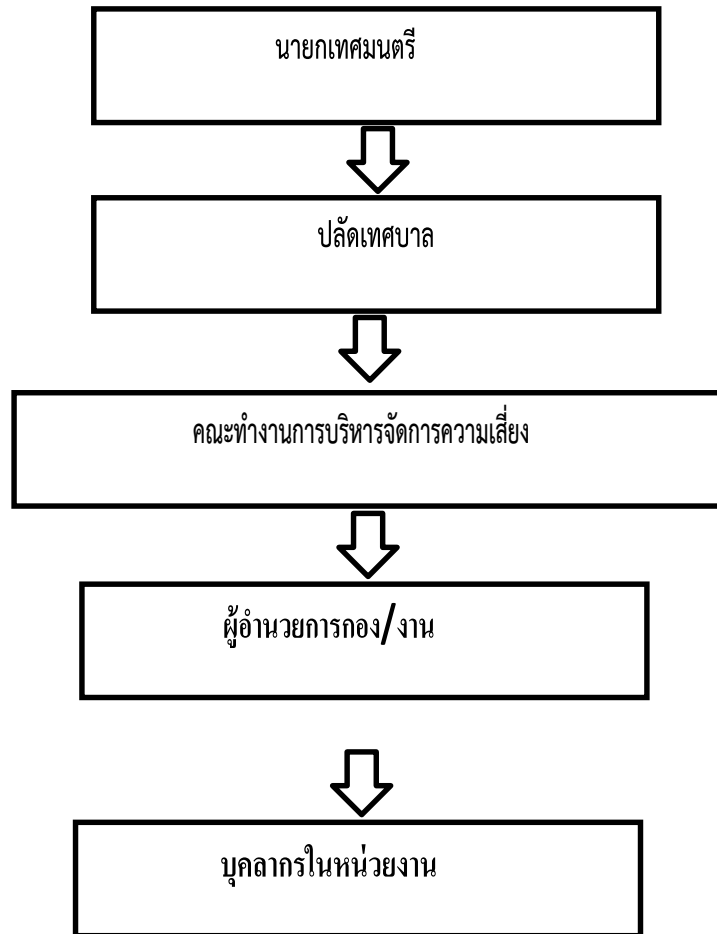 นายกเทศมนตรี
ปลัดเทศบาล
คณะทำงานการบริหารจัดการความเสี่ยง
ผู้อำนวยการกอง/งาน
บุคลากรในหน่วยงาน